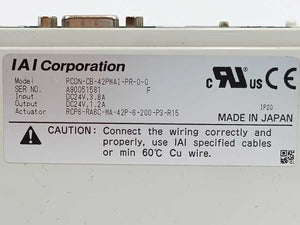 IAI Corporation
Model PCON-CB-42PWAI-PR-0-0
SER NO. A90051581 F
Input DC24V 3.8A
Output DC24V 1.2A
Actuator RCP6-RA6C-WA-42P-6-200-P3-R15
c RU US CE
IP20
MADE IN JAPAN
CAUTION: Connect the wiring correctly and
properly, use IAI specified cables
or min 60℃ Cu wire.